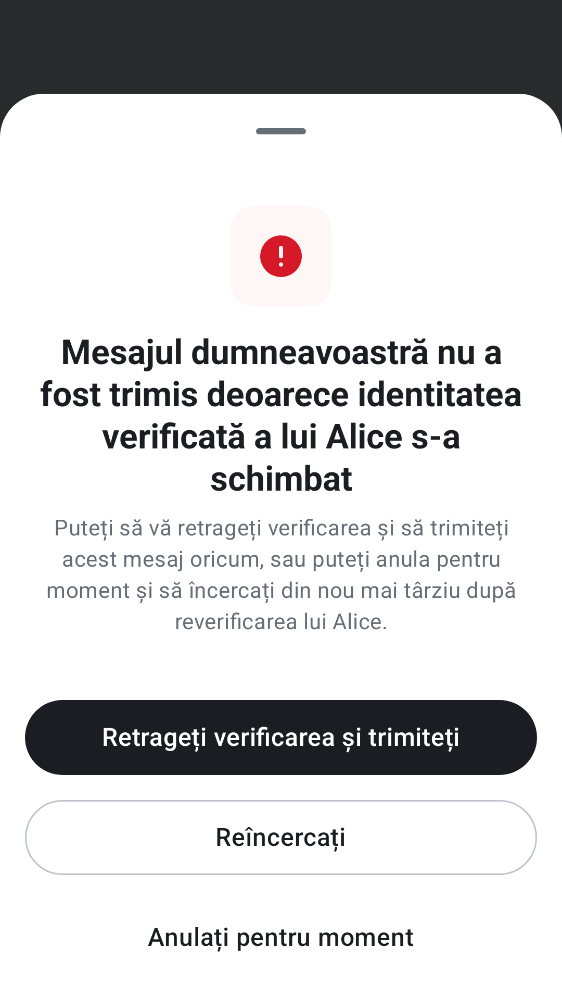 Mesajul dumneavoastră nu a
fost trimis deoarece identitatea
verificată a lui Alice s-a
schimbat
Puteți să vă retrageți verificarea și să trimiteți
acest mesaj oricum, sau puteți anula pentru
moment și să încercați din nou mai târziu după
reverificarea lui Alice.
Retrageți verificarea și trimiteți
Reîncercați
Anulați pentru moment